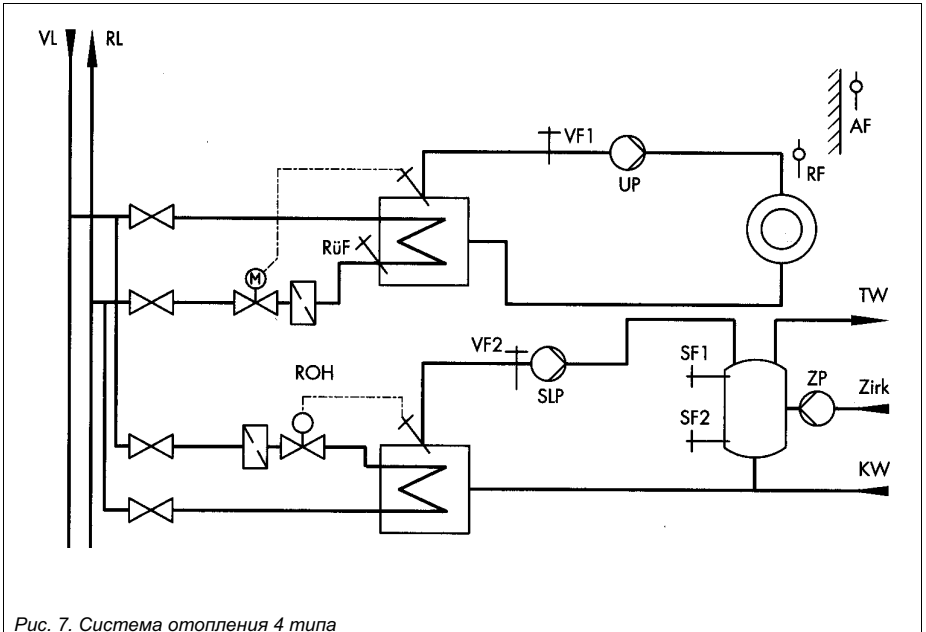 VL RL
VF1
AF
UP
RF
M
RüF
TW
VF2
SF1
ROH
SLP
ZP
Zirk
SF2
KW
Рис. 7. Система отопления 4 типа